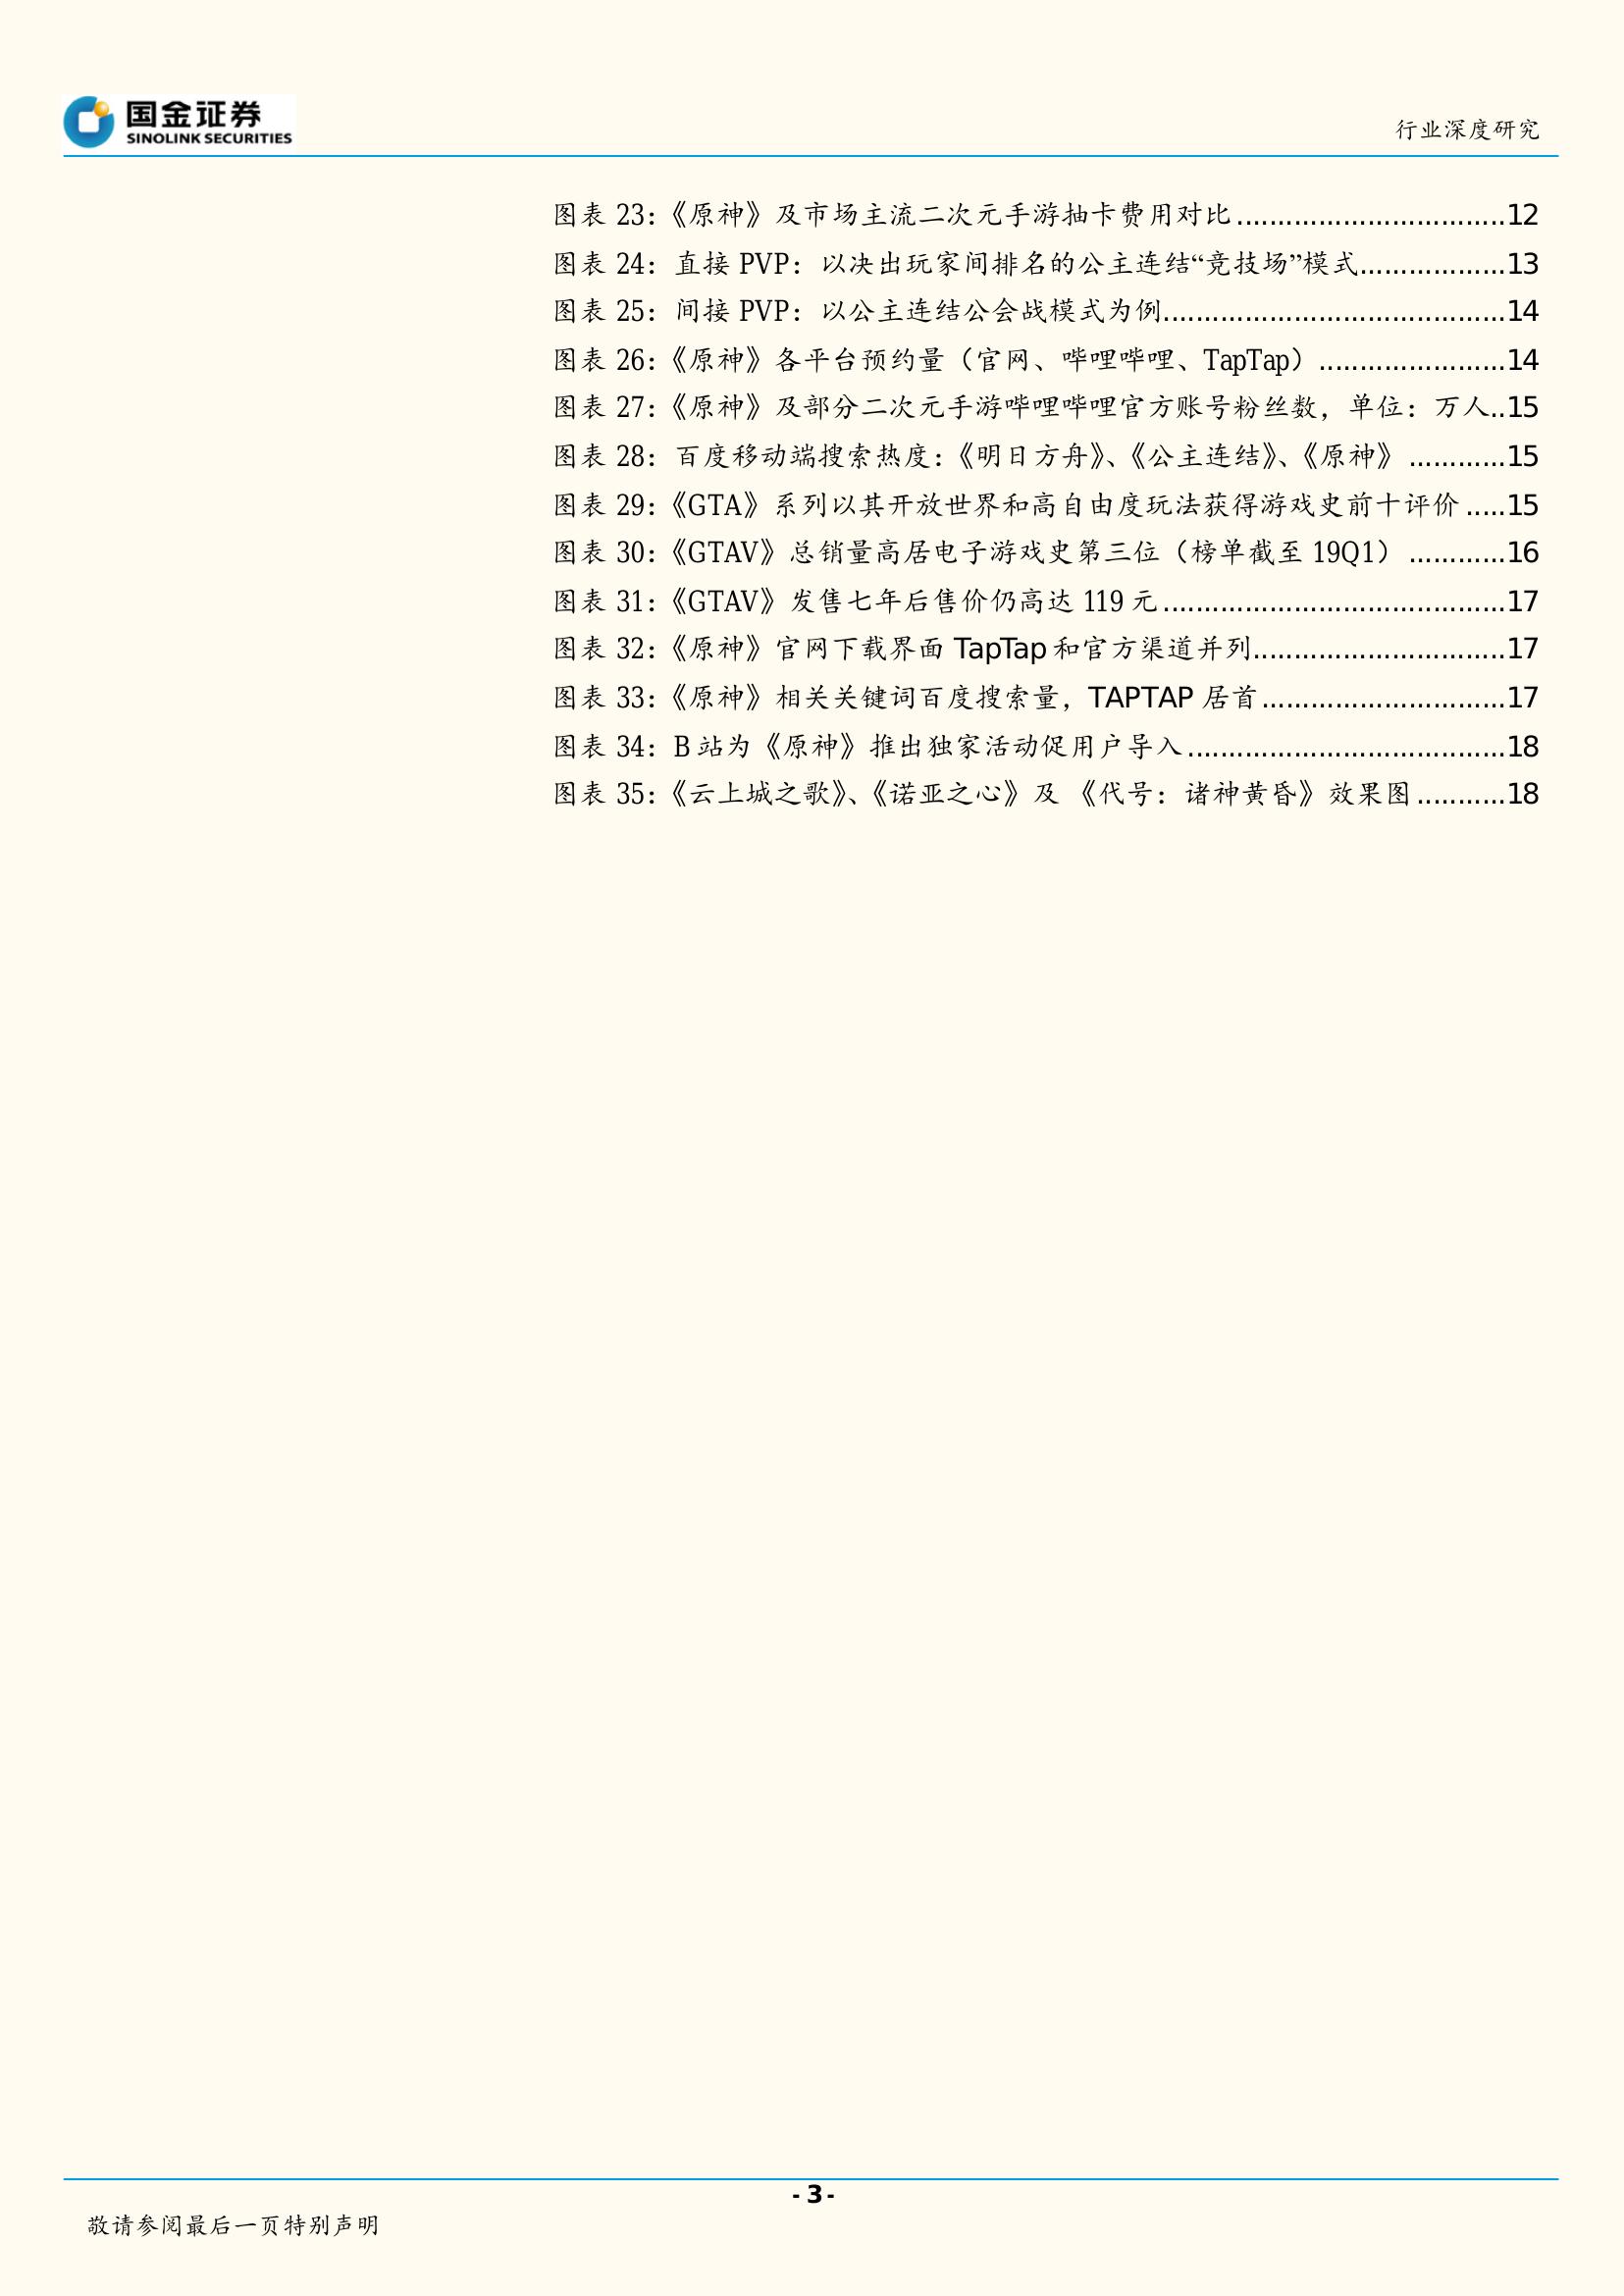 国金证券
SINOLINK SECURITIES
行业深度研究
图表 23：《原神》及市场主流二次元手游抽卡费用对比.................................12
图表 24：直接 PVP：以决出玩家间排名的公主连结“竞技场”模式..................13
图表 25：间接 PVP：以公主连结公会战模式为例..........................................14
图表 26：《原神》各平台预约量（官网、哔哩哔哩、TapTap）.......................14
图表 27：《原神》及部分二次元手游哔哩哔哩官方账号粉丝数，单位：万人..15
图表 28：百度移动端搜索热度：《明日方舟》、《公主连结》、《原神》............15
图表 29：《GTA》系列以其开放世界和高自由度玩法获得游戏史前十评价.....15
图表 30：《GTAV》总销量高居电子游戏史第三位（榜单截至 19Q1）............16
图表 31：《GTAV》发售七年后售价仍高达 119 元..........................................17
图表 32：《原神》官网下载界面 TapTap 和官方渠道并列...............................17
图表 33：《原神》相关关键词百度搜索量，TAPTAP 居首..............................17
图表 34：B 站为《原神》推出独家活动促用户导入.......................................18
图表 35：《云上城之歌》、《诺亚之心》及 《代号：诸神黄昏》效果图...........18
- 3 -
敬请参阅最后一页特别声明